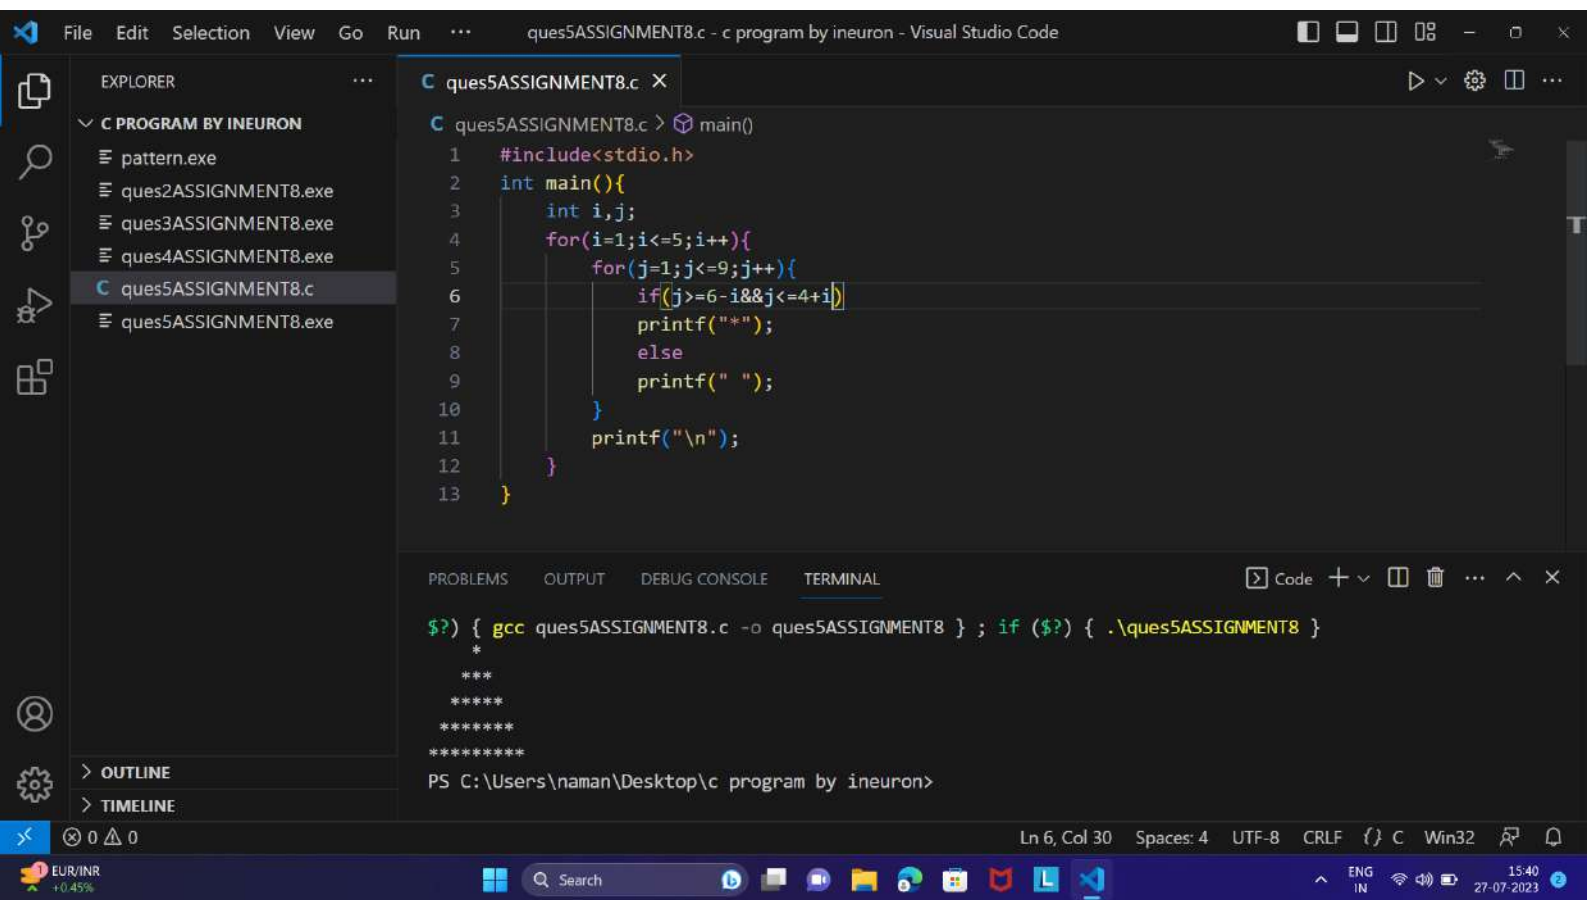 File Edit Selection View Go Run ··· ques5ASSIGNMENT8.c - c program by ineuron - Visual Studio Code
EXPLORER ···
C PROGRAM BY INEURON
pattern.exe
ques2ASSIGNMENT8.exe
ques3ASSIGNMENT8.exe
ques4ASSIGNMENT8.exe
C ques5ASSIGNMENT8.c
ques5ASSIGNMENT8.exe
OUTLINE
TIMELINE
C ques5ASSIGNMENT8.c
C ques5ASSIGNMENT8.c > main()
1 #include<stdio.h>
2 int main(){
3     int i,j;
4     for(i=1;i<=5;i++){
5         for(j=1;j<=9;j++){
6             if(j>=6-i&&j<=4+i)
7             printf("*");
8             else
9             printf(" ");
10         }
11         printf("\n");
12     }
13 }
PROBLEMS OUTPUT DEBUG CONSOLE TERMINAL Code
$?) { gcc ques5ASSIGNMENT8.c -o ques5ASSIGNMENT8 } ; if ($?) { .\ques5ASSIGNMENT8 }
    *
   ***
  *****
 *******
*********
PS C:\Users\naman\Desktop\c program by ineuron>
0 0 Ln 6, Col 30 Spaces: 4 UTF-8 CRLF {} C Win32
1 EUR/INR
+0.45%
Search
L
ENG
IN
15:40
27-07-2023
2